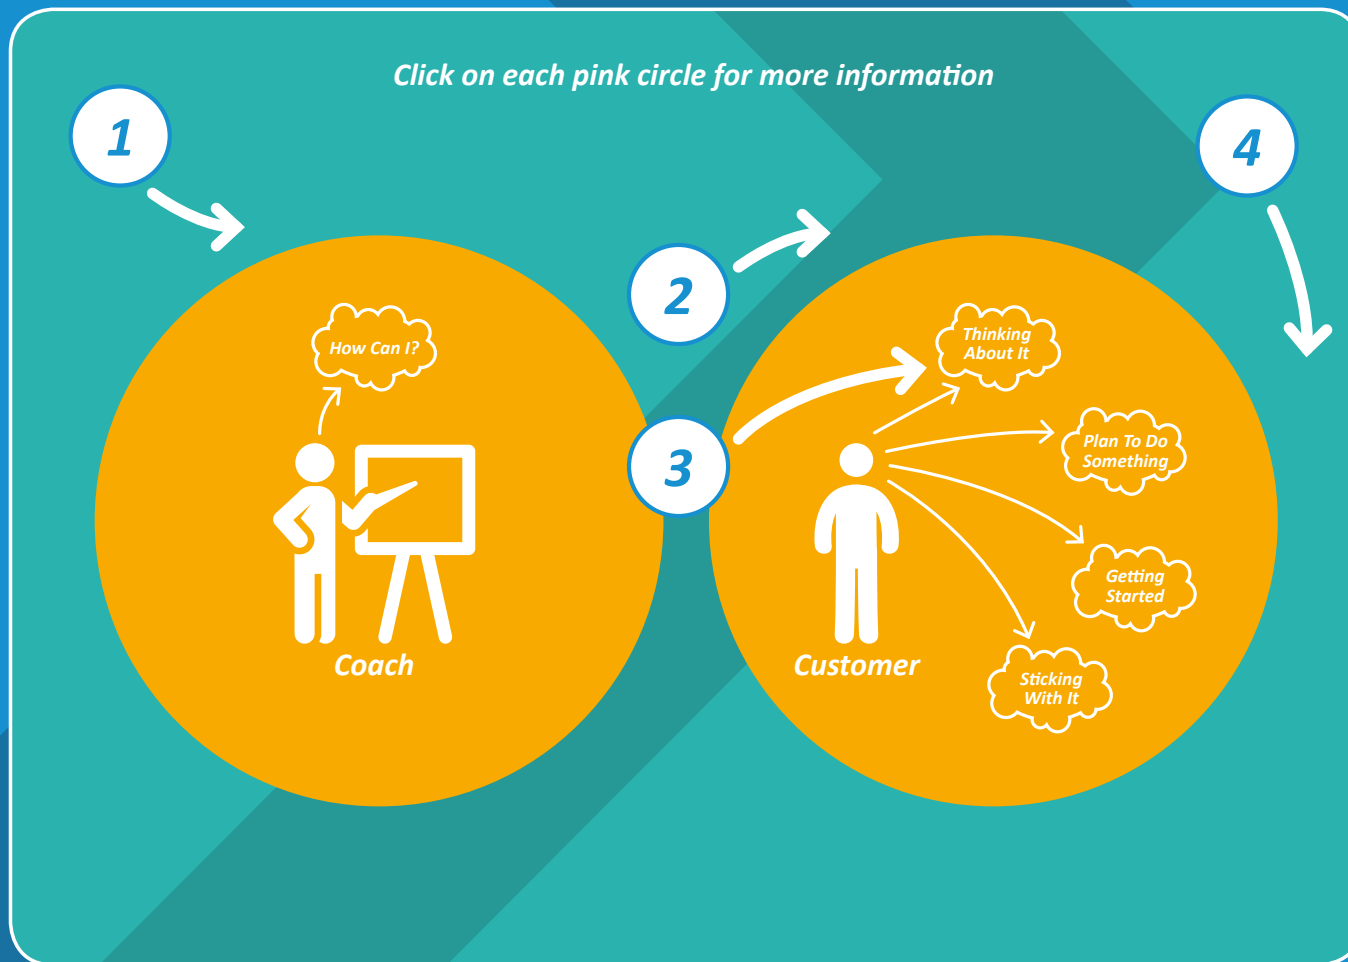 Click on each pink circle for more information
1
4
2
3
How Can I?
Coach
Thinking
About It
Plan To Do
Something
Getting
Started
Sticking
With It
Customer